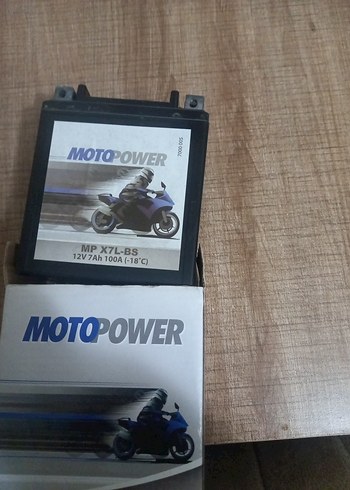 MOTOPOWER
MP X7L-BS
12V 7Ah 100A (-18°C)
MOTOPOWER